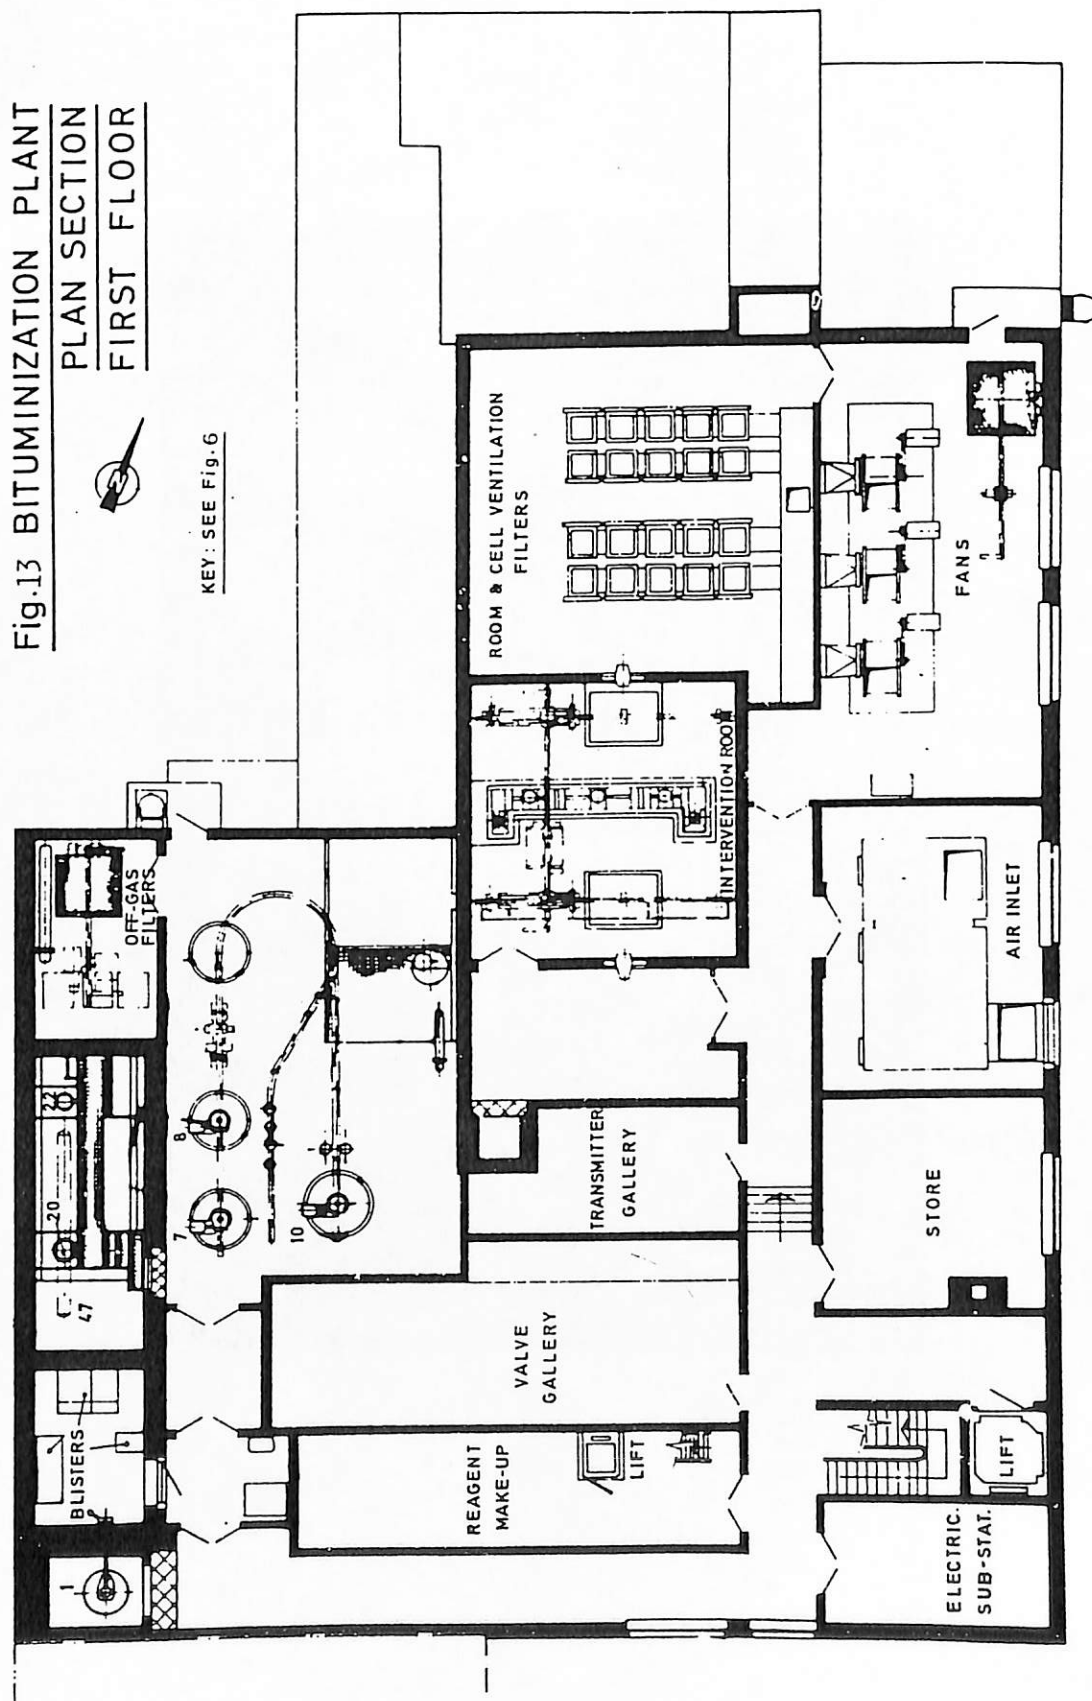 Fig.13 BITUMINIZATION PLANT
PLAN SECTION
FIRST FLOOR
KEY: SEE Fig.6
1
BLISTERS
47
20
22
OFF-GAS
FILTERS
7
8
10
REAGENT
MAKE-UP
LIFT
VALVE
GALLERY
TRANSMITTER
GALLERY
INTERVENTION ROOM
ROOM & CELL VENTILATION
FILTERS
ELECTRIC.
SUB-STAT.
LIFT
STORE
AIR INLET
FANS